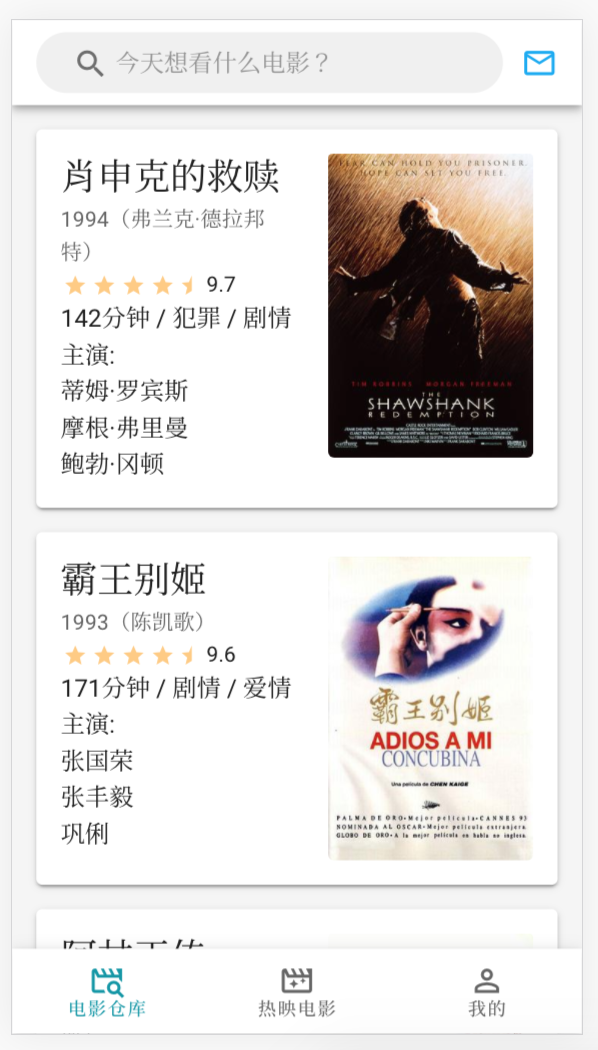 今天想看什么电影？
肖申克的救赎
1994（弗兰克·德拉邦
特）
9.7
142分钟 / 犯罪 / 剧情
主演:
蒂姆·罗宾斯
摩根·弗里曼
鲍勃·冈顿
FEAR CAN HOLD YOU PRISONER.
HOPE CAN SET YOU FREE.
TIM ROBBINS MORGAN FREEMAN
THE
SHAWSHANK
REDEMPTION
霸王别姬
1993（陈凯歌）
9.6
171分钟 / 剧情 / 爱情
主演:
张国荣
张丰毅
巩俐
霸王别姬
ADIOS A MI
CONCUBINA
Una película de CHEN KAIGE
PALMA DE ORO•Mejor película•CANNES 93
NOMINADA AL OSCAR•Mejor película extranjera.
GLOBO DE ORO•A la mejor película en habla no inglesa.
电影仓库
热映电影
我的